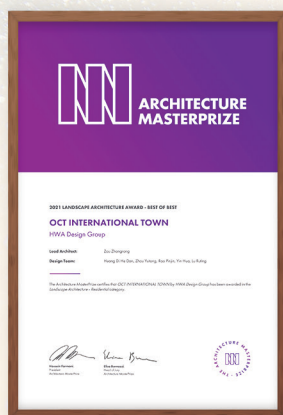 ARCHITECTURE
MASTERPRIZE
2021 LANDSCAPE ARCHITECTURE AWARD - BEST OF BEST
OCT INTERNATIONAL TOWN
HWA Design Group
Lead Architect:
Design Team:
The Architecture MasterPrize certifies that OCT INTERNATIONAL TOWN by HWA Design Group has been awarded in the
Landscape Architecture - Residential category.
Hossein Farmani
President
Architecture MasterPrize
Architecture MasterPrize
THE ARCHITECTURE MASTERPRIZE